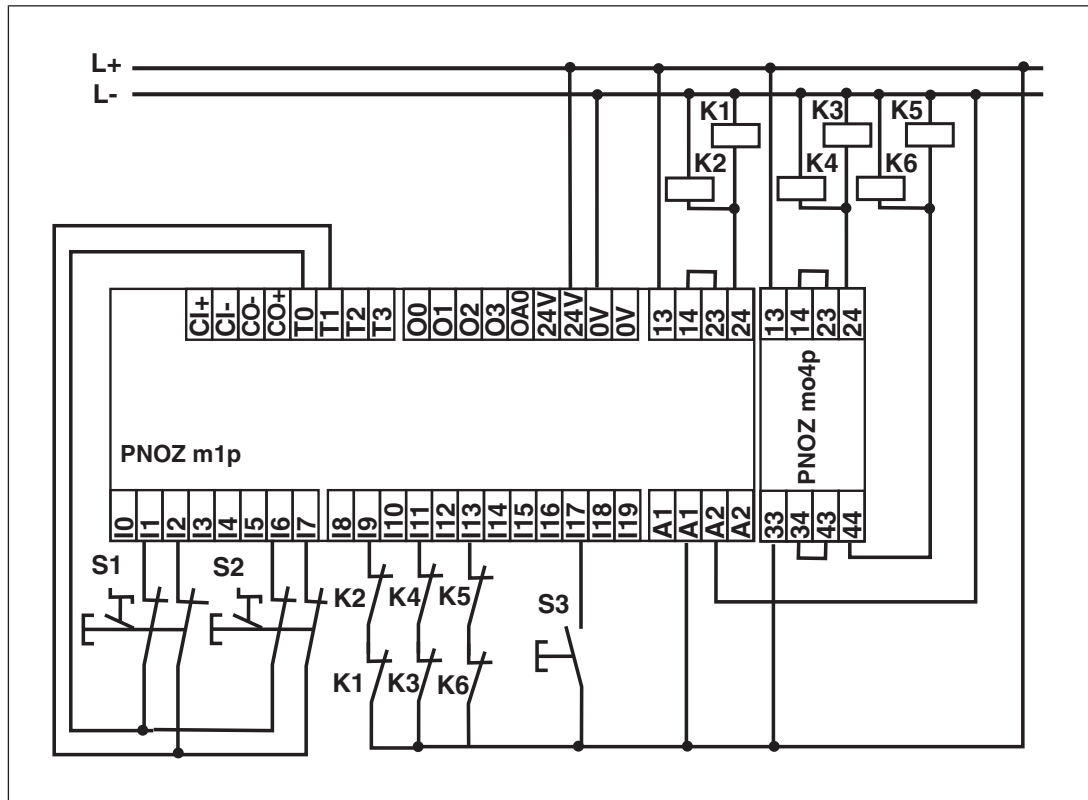 L+
L-
K1
K3
K5
K2
K4
K6
CI+
CI-
CO-
CO+
T0
T1
T2
T3
O0
O1
O2
O3
OA0
24V
24V
0V
0V
13
14
23
24
13
14
23
24
PNOZ m1p
PNOZ mo4p
I0
I1
I2
I3
I4
I5
I6
I7
I8
I9
I10
I11
I12
I13
I14
I15
I16
I17
I18
I19
A1
A1
A2
A2
33
34
43
44
S1
S2
K2
K4
K5
S3
K1
K3
K6